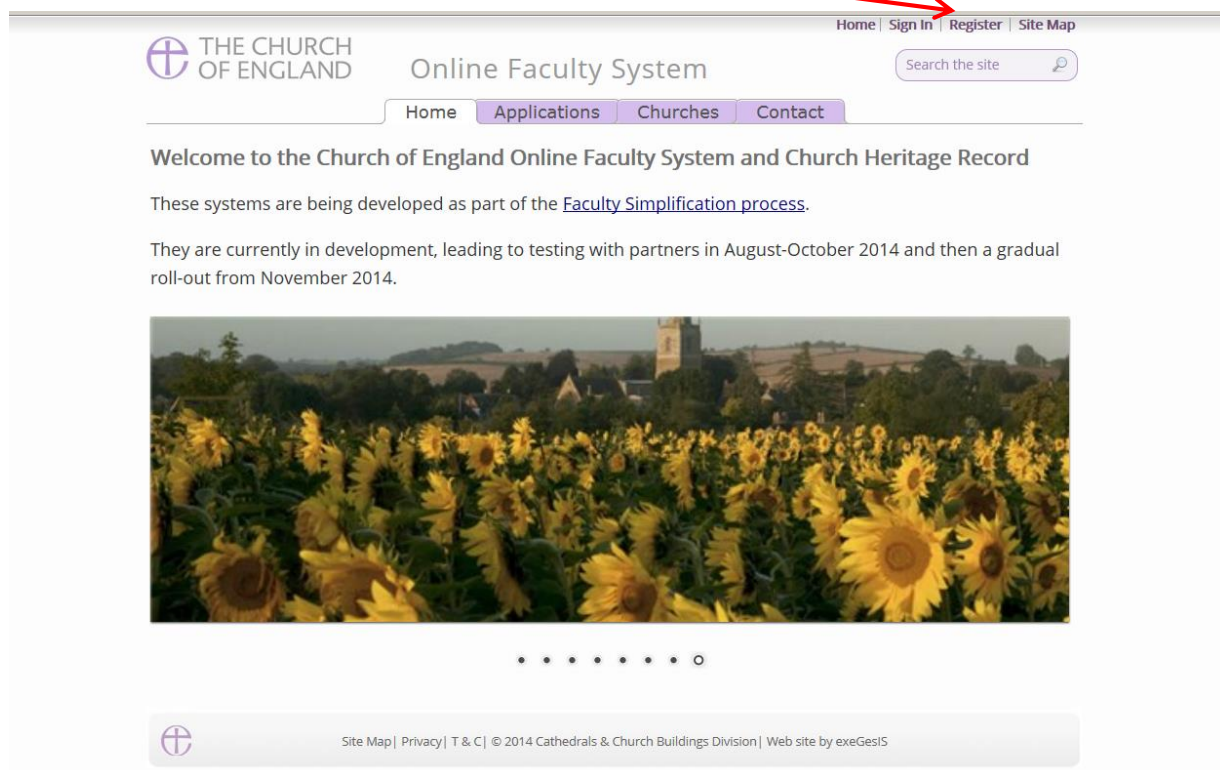 Home | Sign In | Register | Site Map
THE CHURCH
OF ENGLAND
Online Faculty System
Search the site
Home Applications Churches Contact
Welcome to the Church of England Online Faculty System and Church Heritage Record
These systems are being developed as part of the Faculty Simplification process.
They are currently in development, leading to testing with partners in August-October 2014 and then a gradual
roll-out from November 2014.
Site Map| Privacy| T & C| © 2014 Cathedrals & Church Buildings Division| Web site by exeGesIS